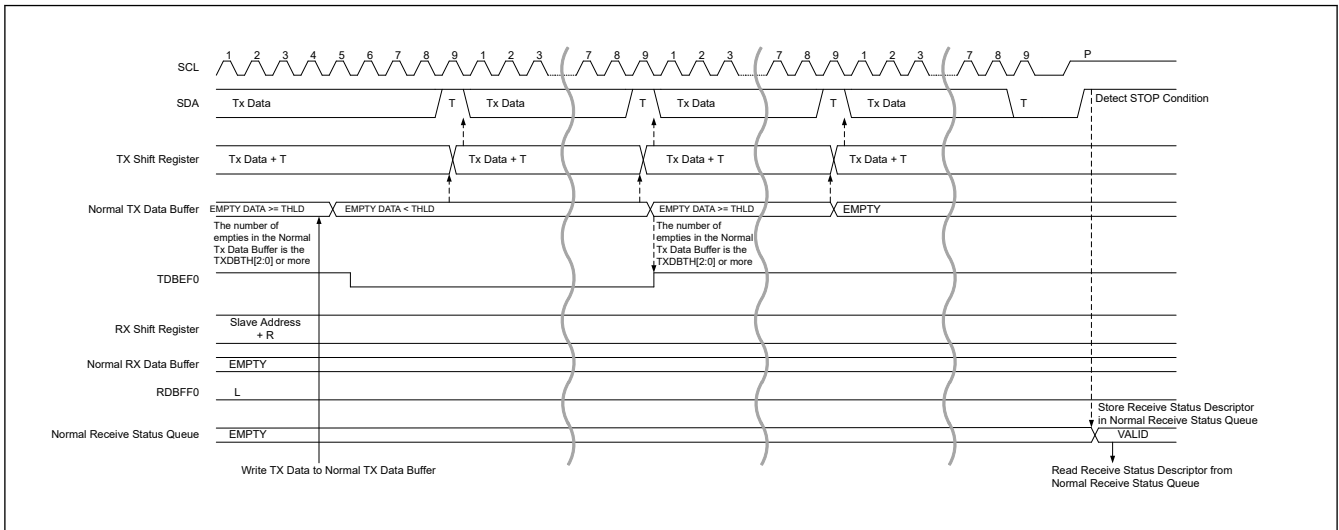 1 2 3 4 5 6 7 8 9 1 2 3 7 8 9 1 2 3 7 8 9 1 2 3 7 8 9 P
SCL
SDA Tx Data T Tx Data T Tx Data T Tx Data T Detect STOP Condition
TX Shift Register Tx Data + T Tx Data + T Tx Data + T Tx Data + T
Normal TX Data Buffer EMPTY DATA >= THLD EMPTY DATA < THLD EMPTY DATA >= THLD EMPTY
The number of
empties in the Normal
Tx Data Buffer is the
TXDBTH[2:0] or more
The number of
empties in the Normal
Tx Data Buffer is the
TXDBTH[2:0] or more
TDBEF0
RX Shift Register Slave Address
+ R
Normal RX Data Buffer EMPTY
RDBFF0 L
Store Receive Status Descriptor
in Normal Receive Status Queue
Normal Receive Status Queue EMPTY VALID
Write TX Data to Normal TX Data Buffer
Read Receive Status Descriptor from
Normal Receive Status Queue